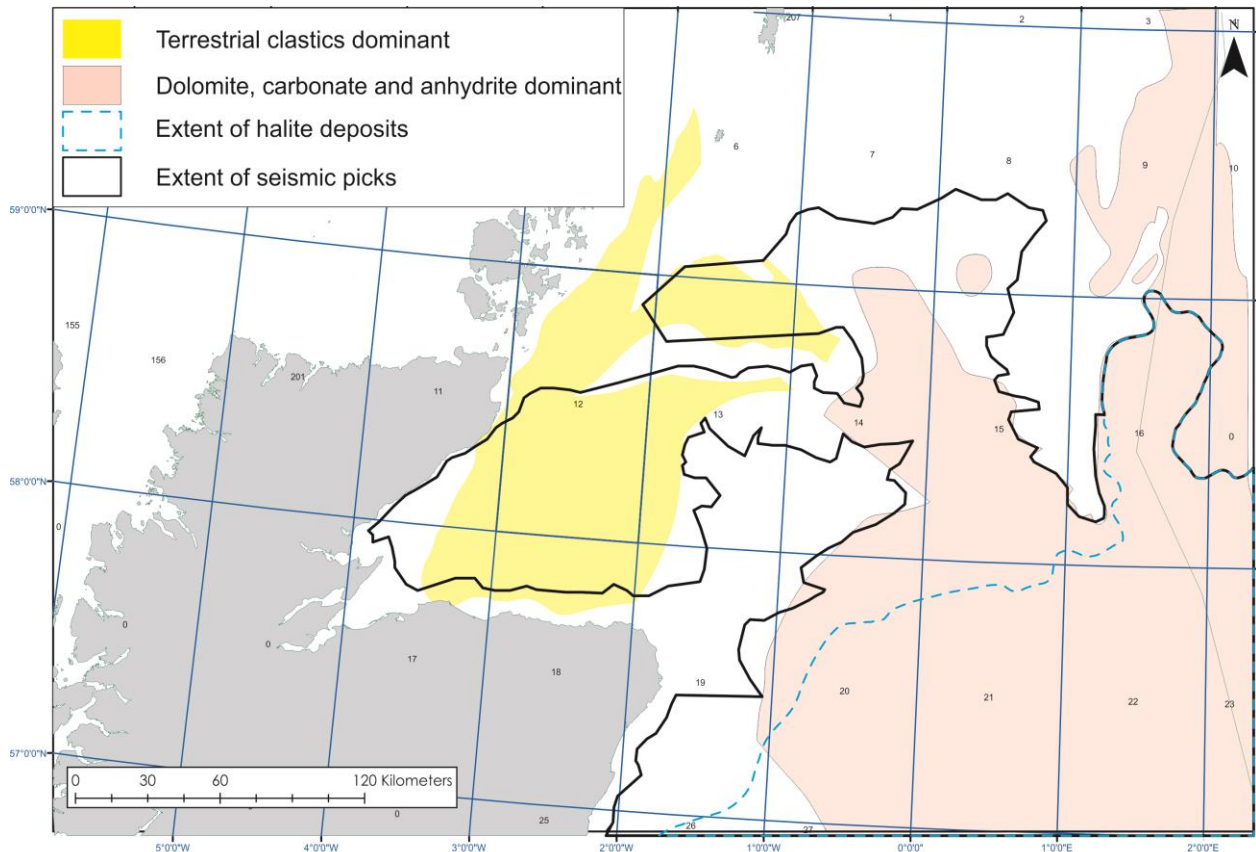 Terrestrial clastics dominant
Dolomite, carbonate and anhydrite dominant
Extent of halite deposits
Extent of seismic picks
207
1
2
3
N
6
7
8
9
10
59°0'0"N
155
156
201
11
12
13
14
15
16
0
58°0'0"N
0
0
0
17
18
19
20
21
22
23
57°0'0"N
0 30 60 120 Kilometers
0
25
26
27
5°0'0"W
4°0'0"W
3°0'0"W
2°0'0"W
1°0'0"W
0°0'0"
1°0'0"E
2°0'0"E